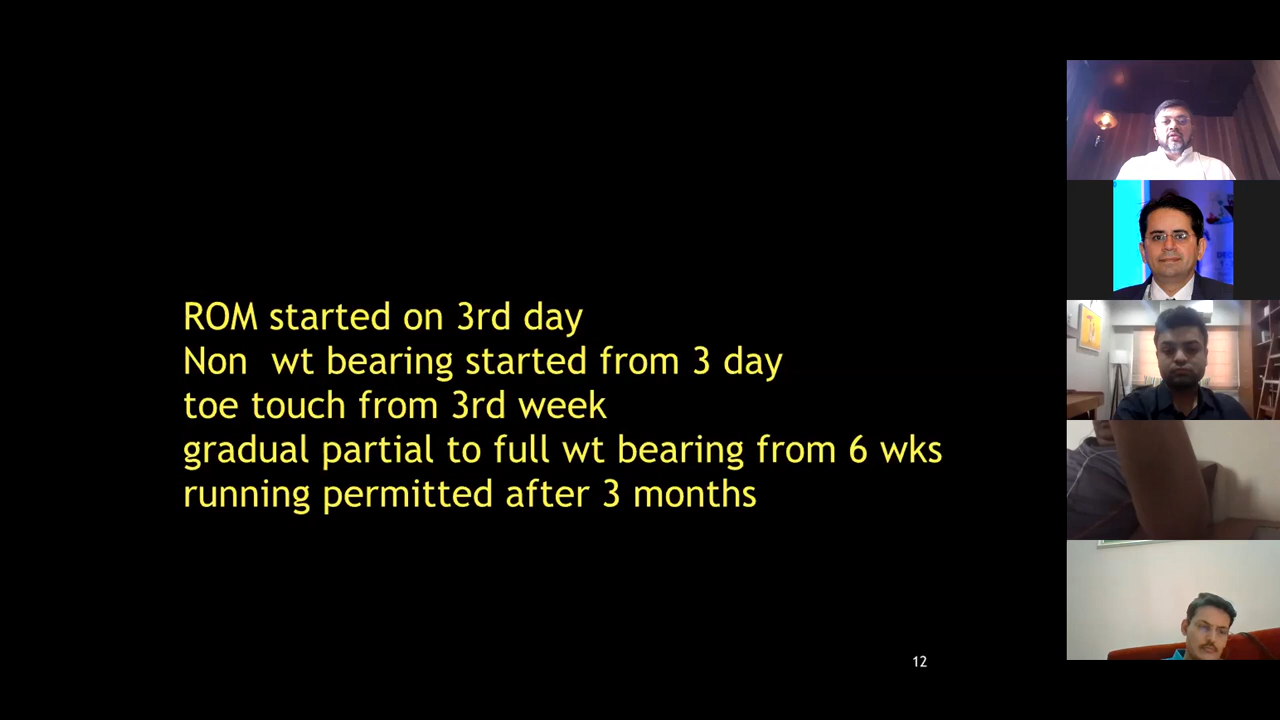 ROM started on 3rd day
Non wt bearing started from 3 day
toe touch from 3rd week
gradual partial to full wt bearing from 6 wks
running permitted after 3 months
12